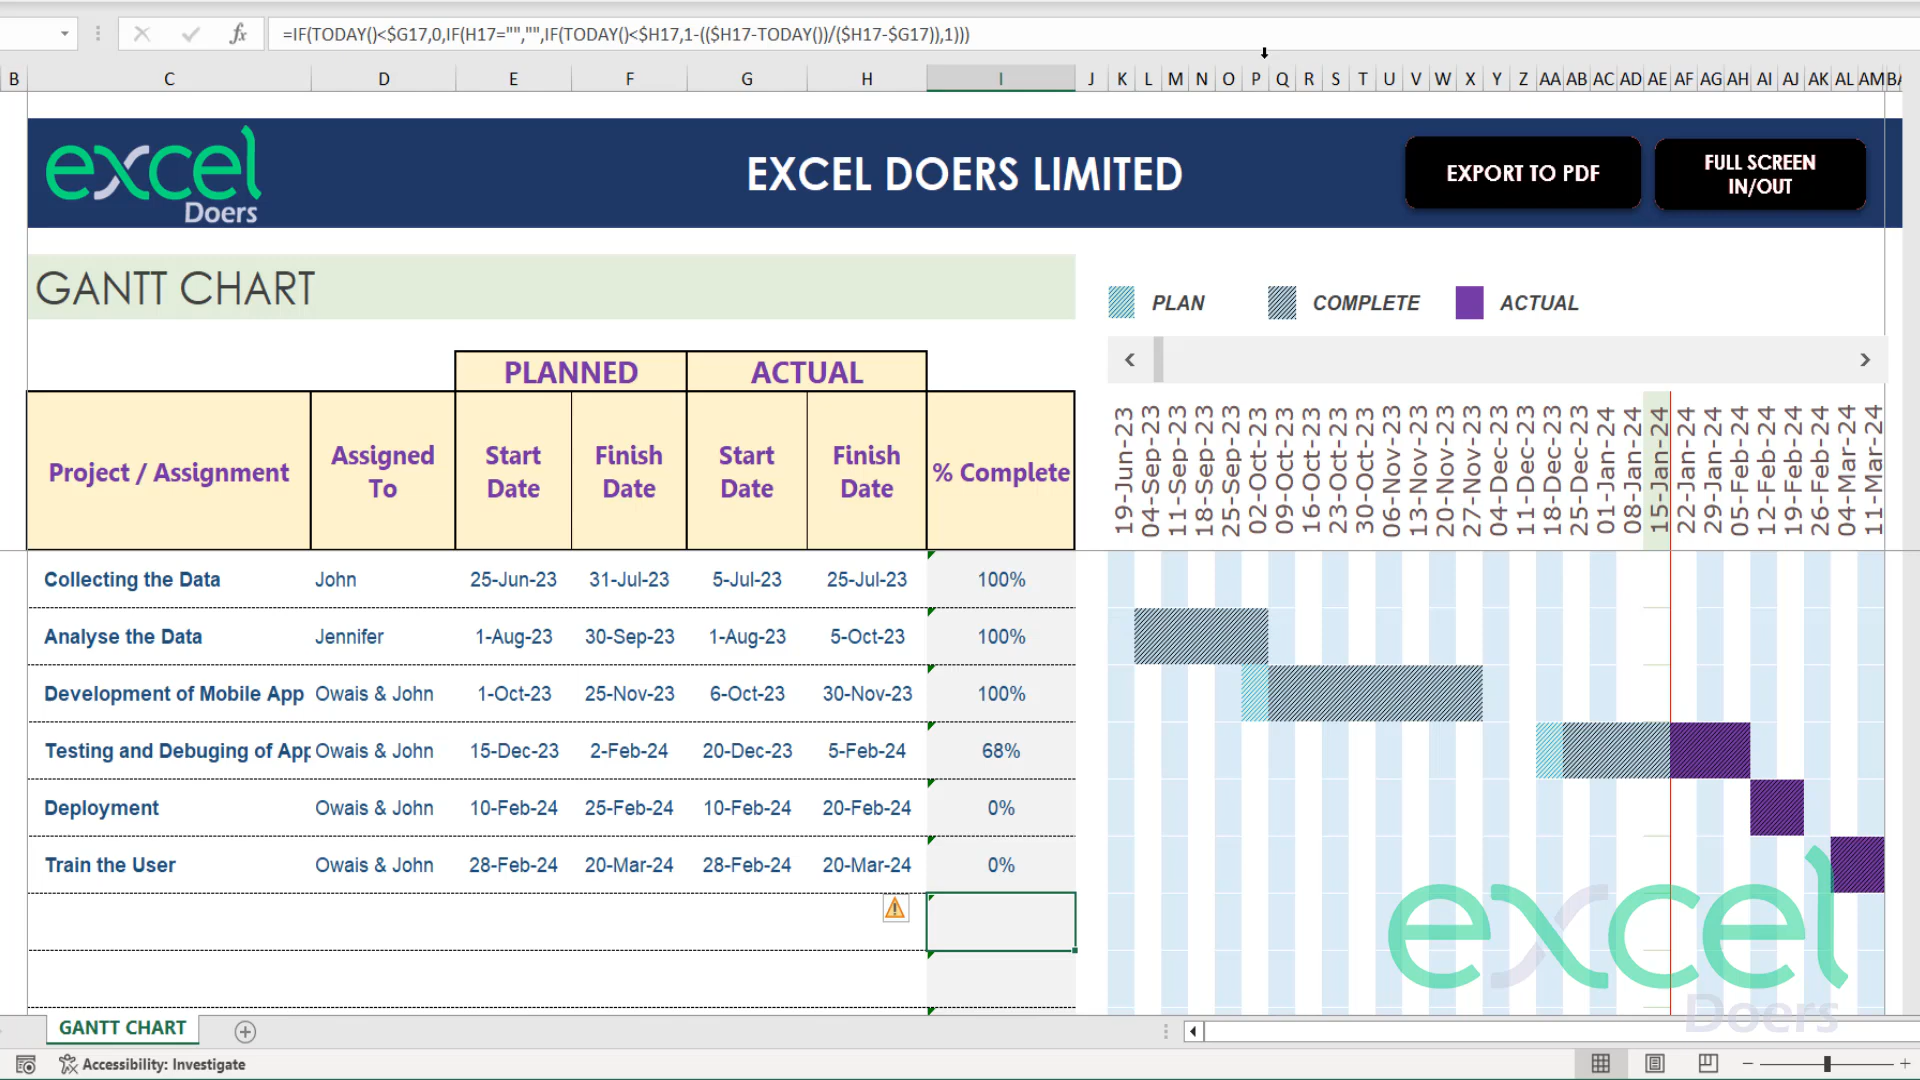 =IF(TODAY()<$G17,0,IF(H17="","",IF(TODAY()<$H17,1-(($H17-TODAY())/($H17-$G17)),1)))
B C D E F G H I J K L M N O P Q R S T U V W X Y Z AA AB AC AD AE AF AG AH AI AJ AK AL AM BA
excel
Doers
EXCEL DOERS LIMITED
EXPORT TO PDF
FULL SCREEN
IN/OUT
GANTT CHART
PLAN COMPLETE ACTUAL
PLANNED ACTUAL
Project / Assignment
Assigned
To
Start
Date
Finish
Date
Start
Date
Finish
Date
% Complete
19-Jun-23
04-Sep-23
11-Sep-23
18-Sep-23
25-Sep-23
02-Oct-23
09-Oct-23
16-Oct-23
23-Oct-23
30-Oct-23
06-Nov-23
13-Nov-23
20-Nov-23
27-Nov-23
04-Dec-23
11-Dec-23
18-Dec-23
25-Dec-23
01-Jan-24
08-Jan-24
15-Jan-24
22-Jan-24
29-Jan-24
05-Feb-24
12-Feb-24
19-Feb-24
26-Feb-24
04-Mar-24
11-Mar-24
Collecting the Data John 25-Jun-23 31-Jul-23 5-Jul-23 25-Jul-23 100%
Analyse the Data Jennifer 1-Aug-23 30-Sep-23 1-Aug-23 5-Oct-23 100%
Development of Mobile App Owais & John 1-Oct-23 25-Nov-23 6-Oct-23 30-Nov-23 100%
Testing and Debuging of App Owais & John 15-Dec-23 2-Feb-24 20-Dec-23 5-Feb-24 68%
Deployment Owais & John 10-Feb-24 25-Feb-24 10-Feb-24 20-Feb-24 0%
Train the User Owais & John 28-Feb-24 20-Mar-24 28-Feb-24 20-Mar-24 0%
excel
Doers
GANTT CHART
Accessibility: Investigate